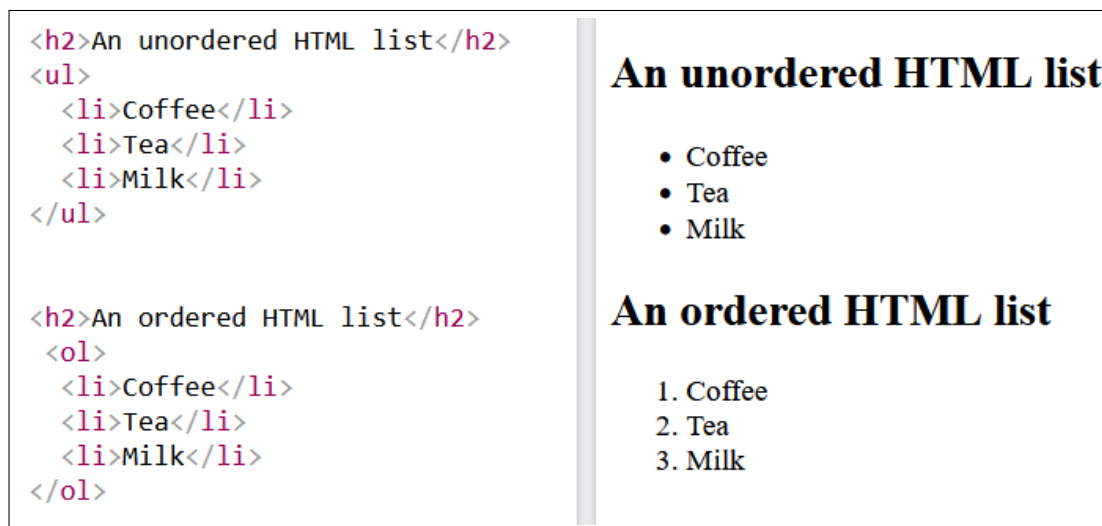 <h2>An unordered HTML list</h2>
<ul>
  <li>Coffee</li>
  <li>Tea</li>
  <li>Milk</li>
</ul>
<h2>An ordered HTML list</h2>
 <ol>
  <li>Coffee</li>
  <li>Tea</li>
  <li>Milk</li>
</ol>
An unordered HTML list
• Coffee
• Tea
• Milk
An ordered HTML list
1. Coffee
2. Tea
3. Milk